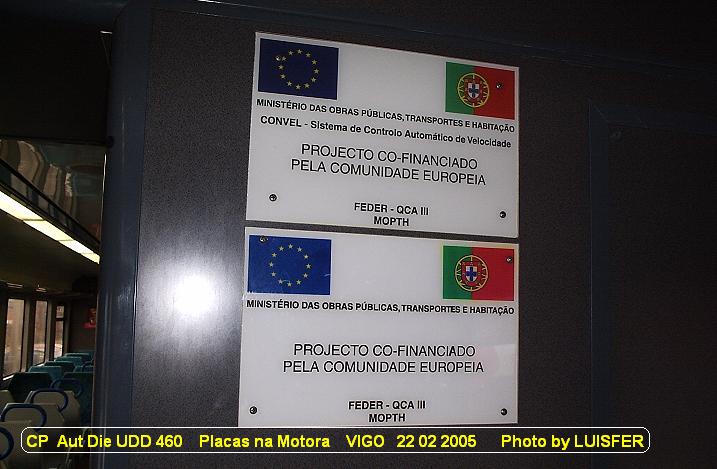 MINISTÉRIO DAS OBRAS PÚBLICAS, TRANSPORTES E HABITAÇÃO
CONVEL - Sistema de Controlo Automático de Velocidade
PROJECTO CO-FINANCIADO
PELA COMUNIDADE EUROPEIA
FEDER - QCA III
MOPTH
MINISTÉRIO DAS OBRAS PÚBLICAS, TRANSPORTES E HABITAÇÃO
PROJECTO CO-FINANCIADO
PELA COMUNIDADE EUROPEIA
FEDER - QCA III
MOPTH
CP Aut Die UDD 460 Placas na Motora VIGO 22 02 2005 Photo by LUISFER